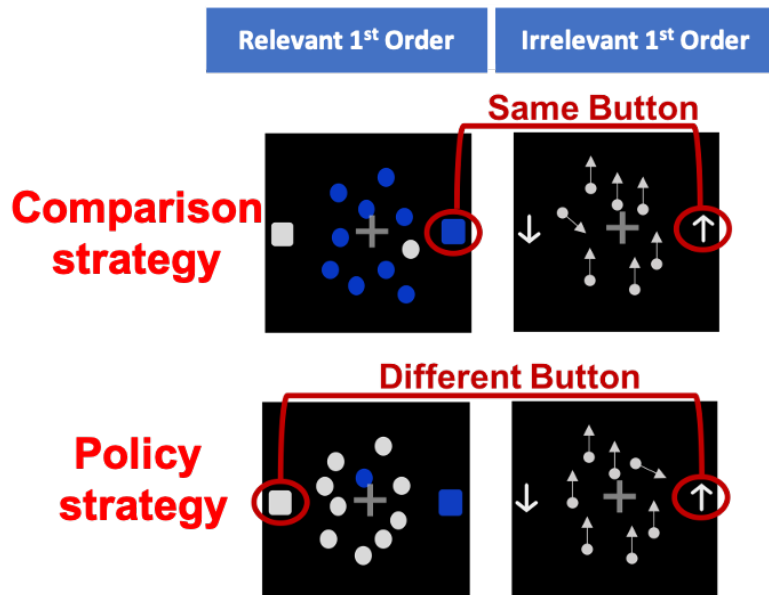 Relevant 1st Order
Irrelevant 1st Order
Same Button
Comparison
strategy
Different Button
Policy
strategy